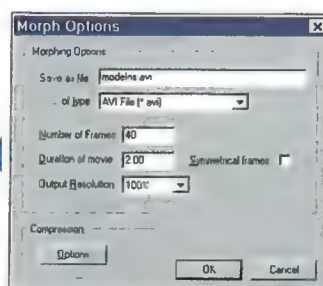 Morph Options
Morphing Options
Save as file modelns.avi
of type AVI File (*.avi)
Number of Frames 40
Duration of movie 2.00 Symmetrical frames
Output Resolution 100%
Compression
Options
OK Cancel